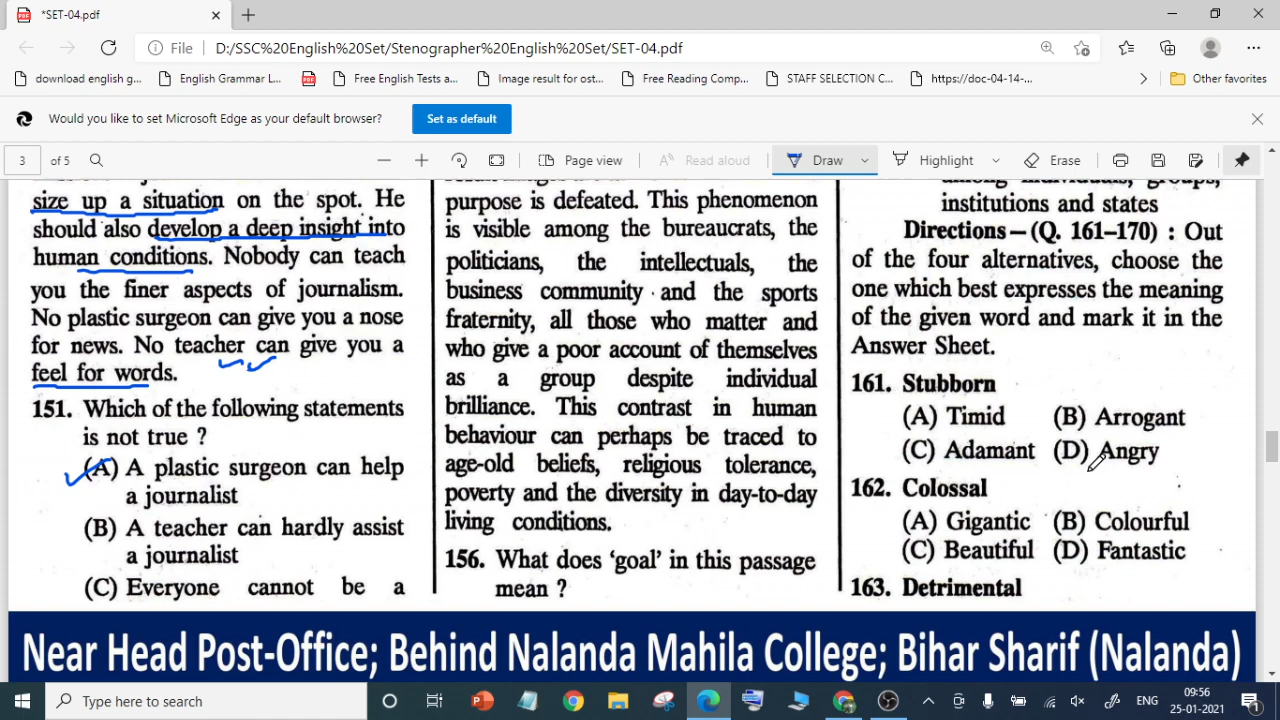 *SET-04.pdf
File D:/SSC%20English%20Set/Stenographer%20English%20Set/SET-04.pdf
download english g... English Grammar L... Free English Tests a... Image result for ost... Free Reading Comp... STAFF SELECTION C... https://doc-04-14-... Other favorites
Would you like to set Microsoft Edge as your default browser? Set as default
3 of 5 Page view Read aloud Draw Highlight Erase
size up a situation on the spot. He
should also develop a deep insight into
human conditions. Nobody can teach
you the finer aspects of journalism.
No plastic surgeon can give you a nose
for news. No teacher can give you a
feel for words.
151. Which of the following statements
is not true ?
(A) A plastic surgeon can help
a journalist
(B) A teacher can hardly assist
a journalist
(C) Everyone cannot be a
purpose is defeated. This phenomenon
is visible among the bureaucrats, the
politicians, the intellectuals, the
business community and the sports
fraternity, all those who matter and
who give a poor account of themselves
as a group despite individual
brilliance. This contrast in human
behaviour can perhaps be traced to
age-old beliefs, religious tolerance,
poverty and the diversity in day-to-day
living conditions.
156. What does ‘goal’ in this passage
mean ?
among individuals, groups,
institutions and states
Directions – (Q. 161–170) : Out
of the four alternatives, choose the
one which best expresses the meaning
of the given word and mark it in the
Answer Sheet.
161. Stubborn
(A) Timid (B) Arrogant
(C) Adamant (D) Angry
162. Colossal
(A) Gigantic (B) Colourful
(C) Beautiful (D) Fantastic
163. Detrimental
Near Head Post-Office; Behind Nalanda Mahila College; Bihar Sharif (Nalanda)
Type here to search
ENG
09:56
25-01-2021
1